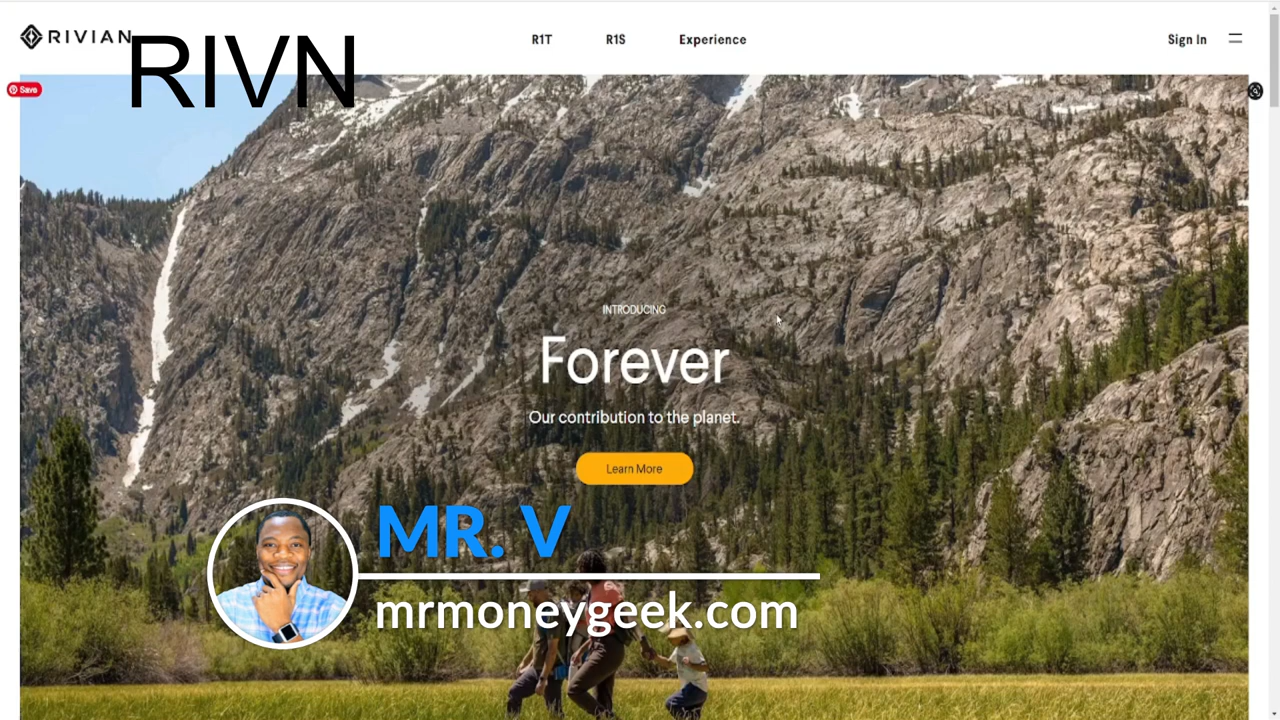 RIVIAN
RIVN
R1T R1S Experience
Sign In
Save
INTRODUCING
Forever
Our contribution to the planet.
Learn More
MR. V
mrmoneygeek.com